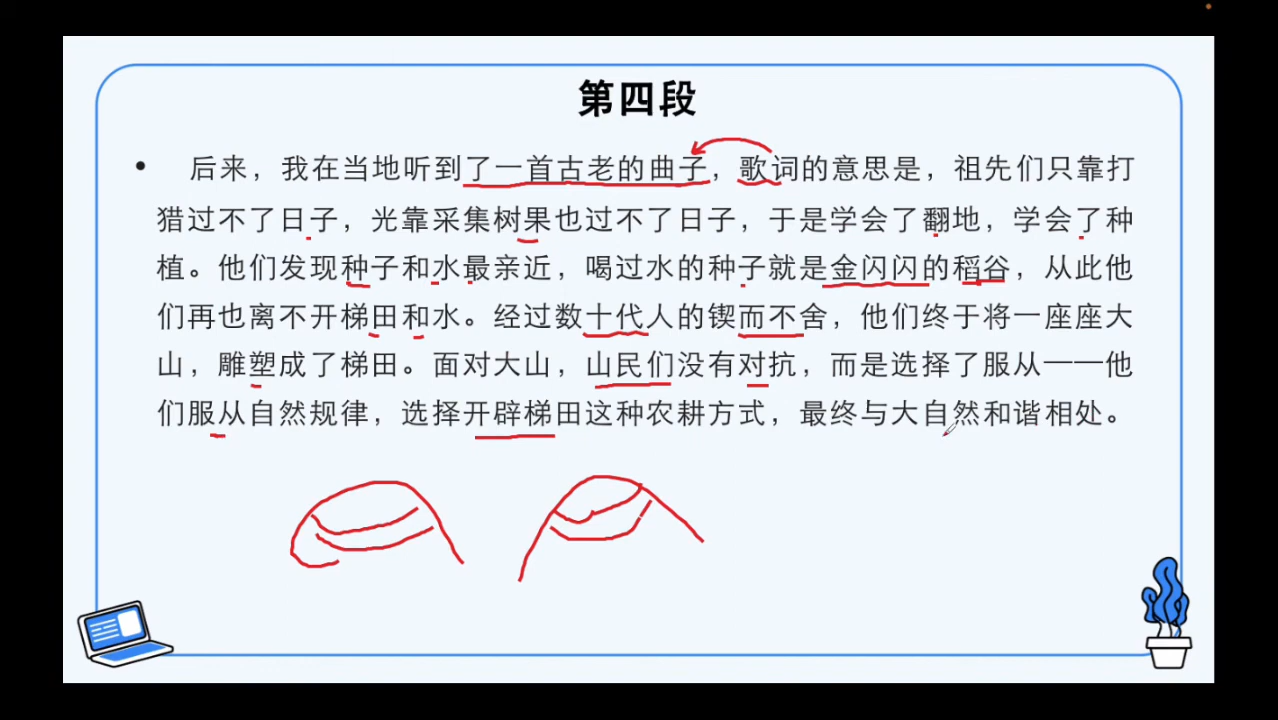 第四段
• 后来，我在当地听到了一首古老的曲子，歌词的意思是，祖先们只靠打
猎过不了日子，光靠采集树果也过不了日子，于是学会了翻地，学会了种
植。他们发现种子和水最亲近，喝过水的种子就是金闪闪的稻谷，从此他
们再也离不开梯田和水。经过数十代人的锲而不舍，他们终于将一座座大
山，雕塑成了梯田。面对大山，山民们没有对抗，而是选择了服从——他
们服从自然规律，选择开辟梯田这种农耕方式，最终与大自然和谐相处。